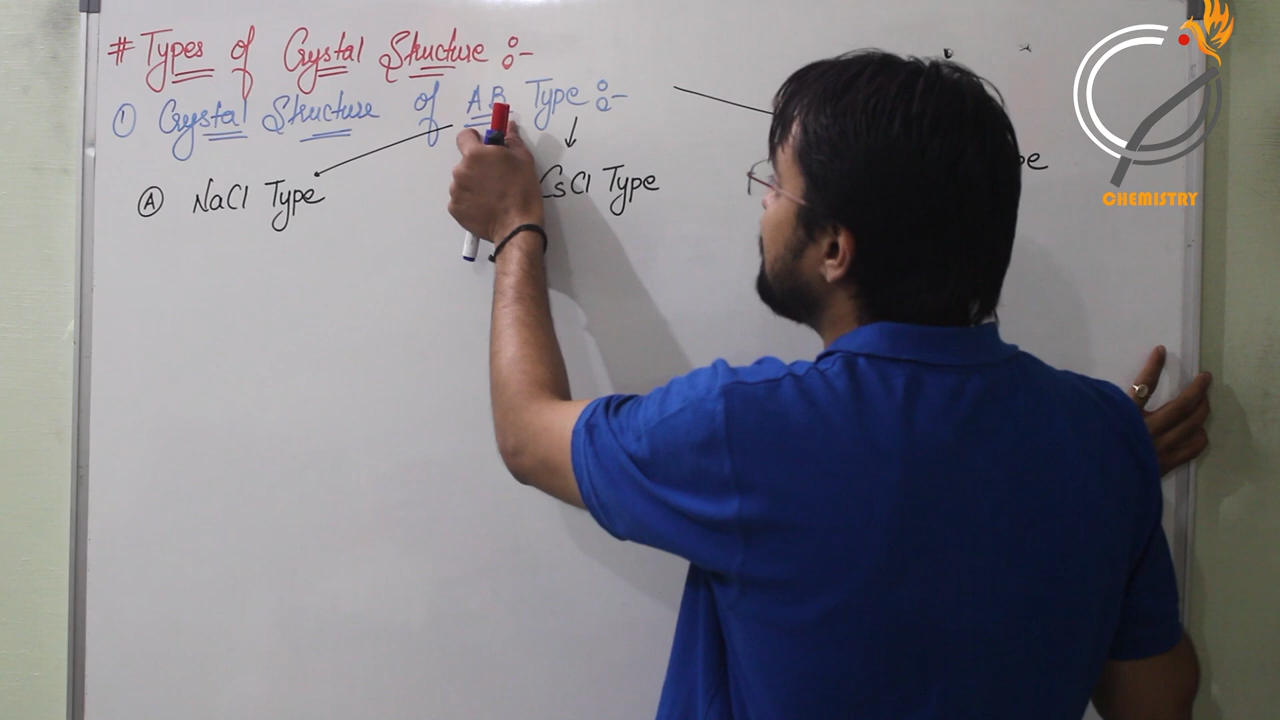 # Types of Crystal Structure :-
① Crystal Structure of AB Type :-
Ⓐ NaCl Type
CsCl Type
CHEMISTRY